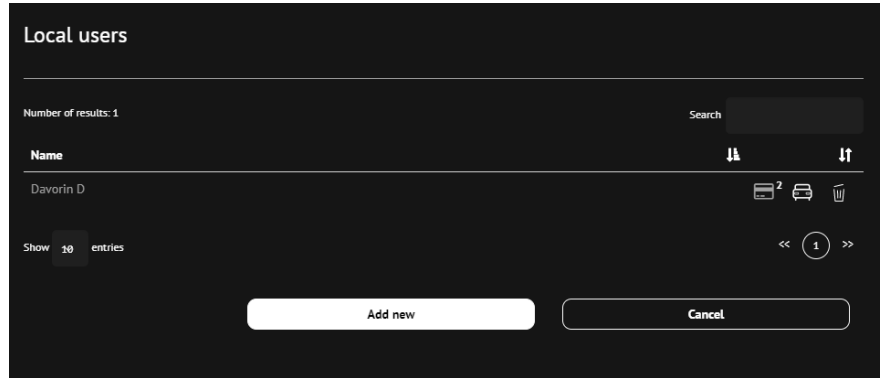 Local users
Number of results: 1
Search
Name
Davorin D
2
Show 10 entries
<< 1 >>
Add new
Cancel